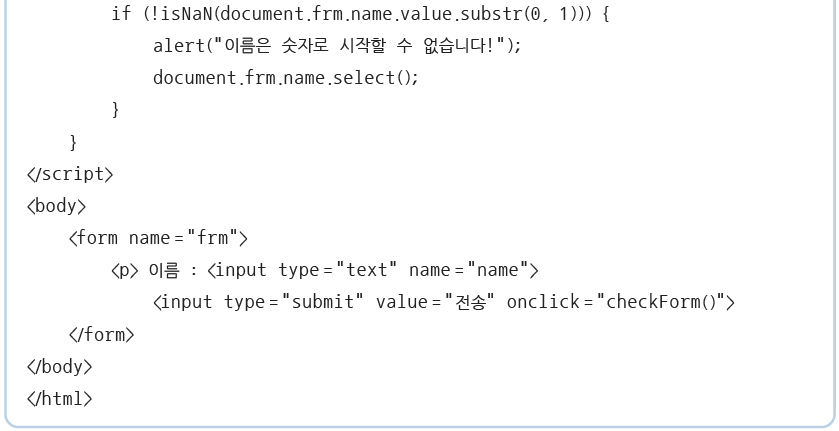 if (!isNaN(document.frm.name.value.substr(0, 1))) {
alert("이름은 숫자로 시작할 수 없습니다!");
document.frm.name.select();
}
}
</script>
<body>
<form name="frm">
<p> 이름 : <input type="text" name="name">
<input type="submit" value="전송" onclick="checkForm()">
</form>
</body>
</html>